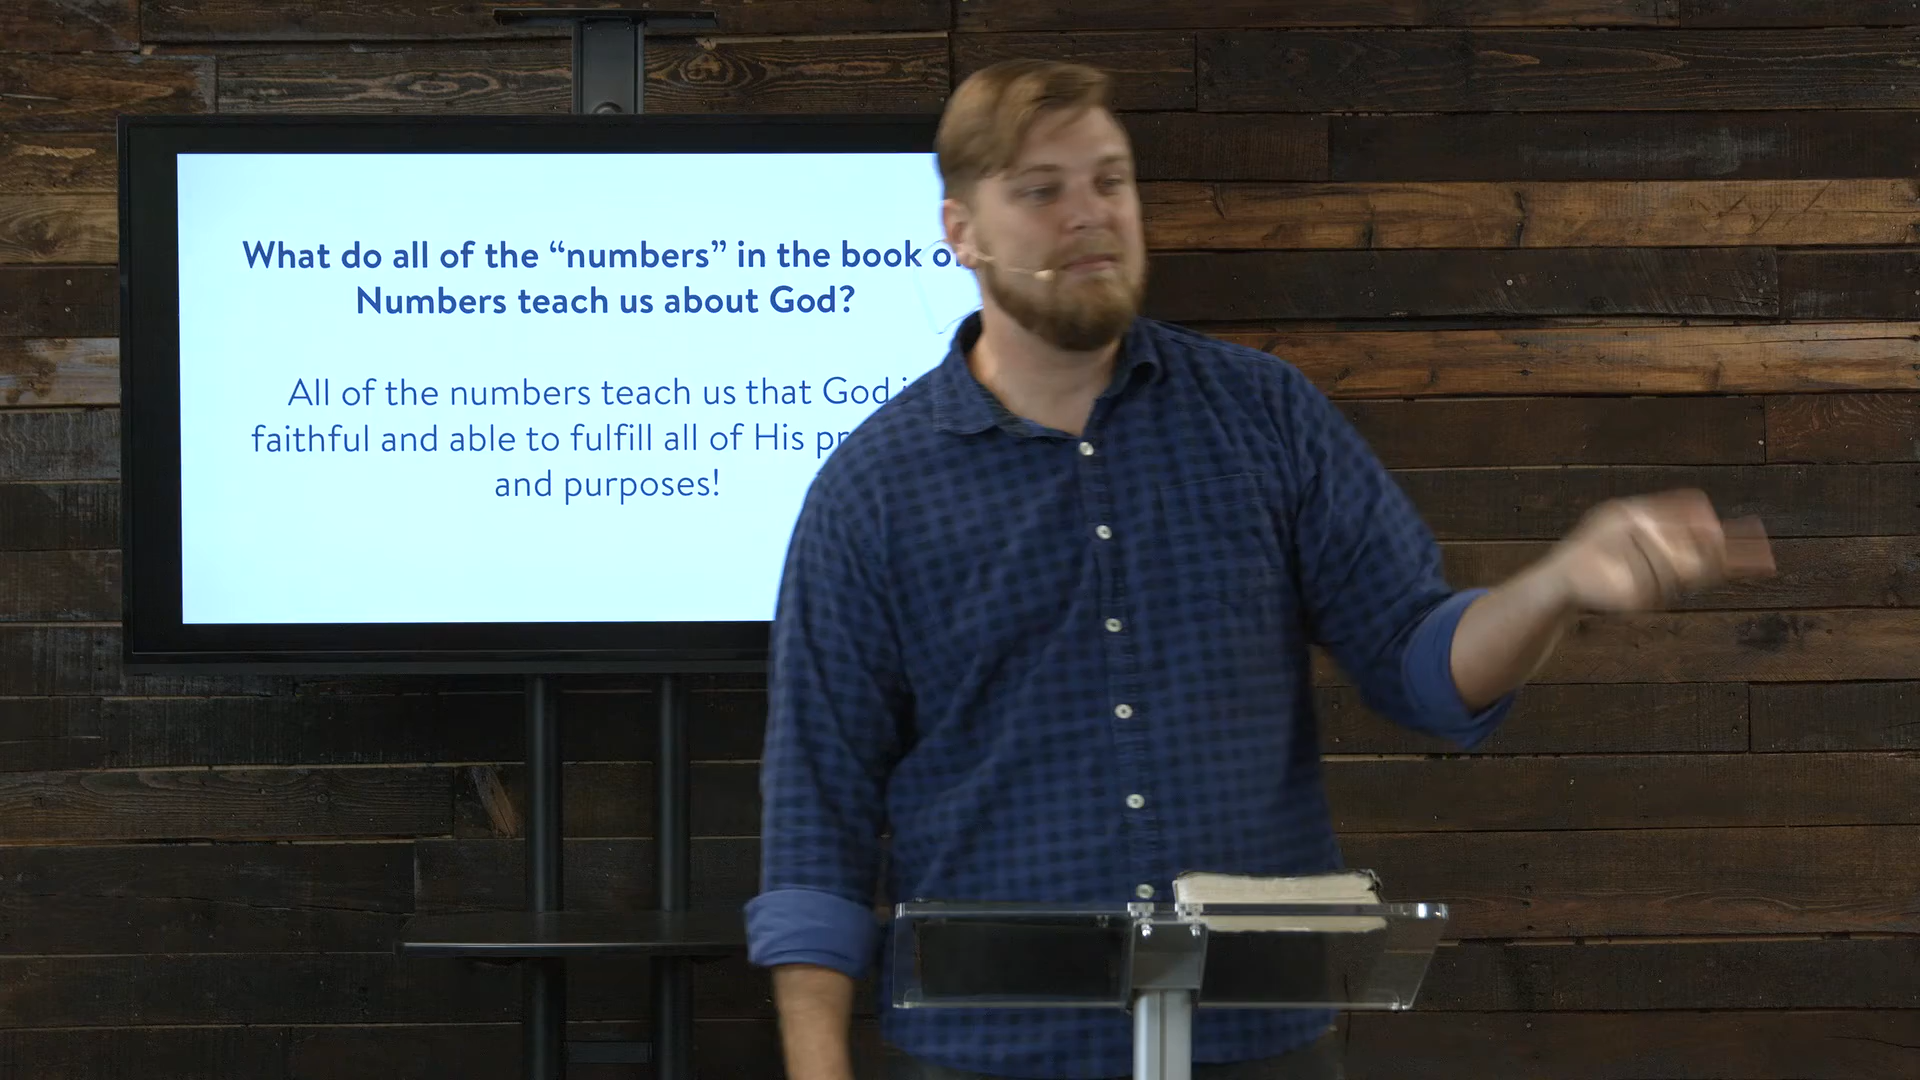 What do all of the “numbers” in the book
Numbers teach us about God?
All of the numbers teach us that God
faithful and able to fulfill all of His
and purposes!